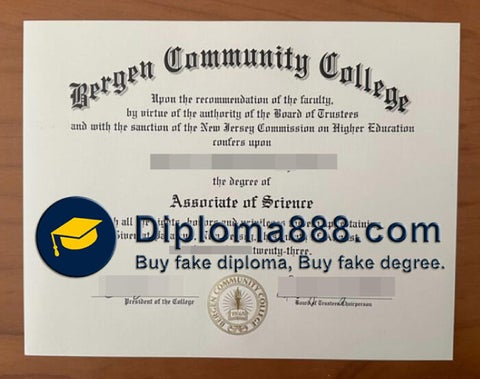 Bergen Community College
Upon the recommendation of the faculty,
by virtue of the authority of the Board of Trustees
and with the sanction of the New Jersey Commission on Higher Education
confers upon
the degree of
Associate of Science
Diploma888.com
twenty-three.
Buy fake diploma, Buy fake degree.
President of the College
Board of Trustees Chairperson
BERGEN COMMUNITY COLLEGE